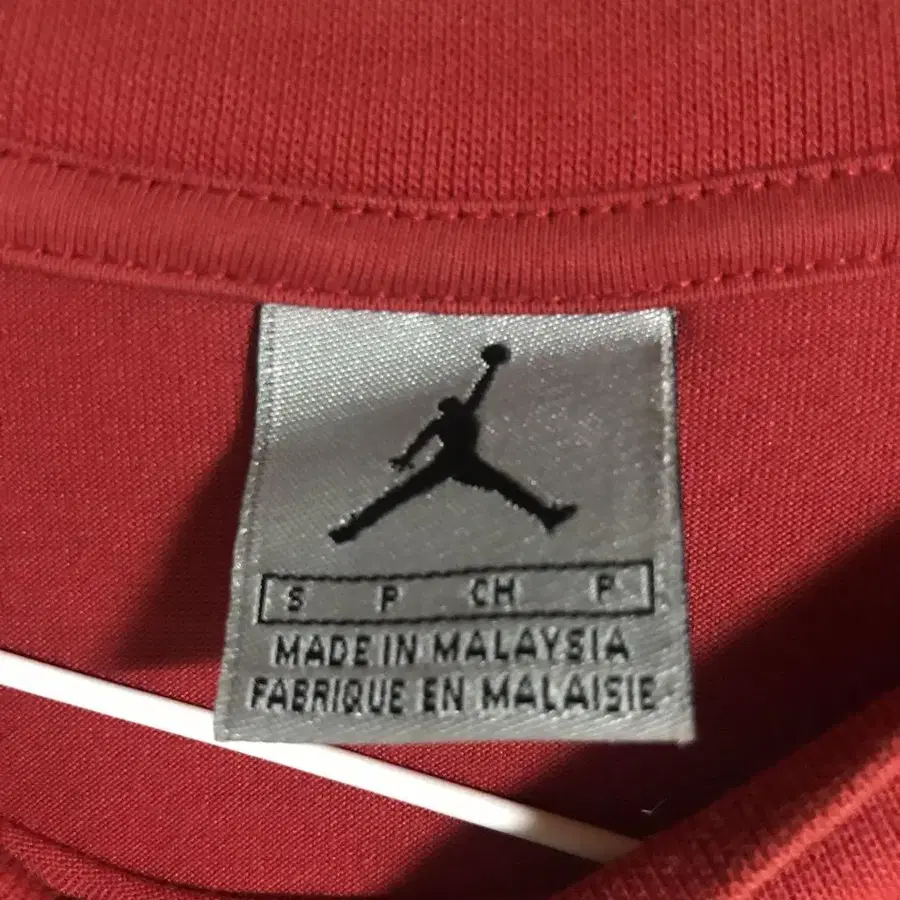 S P CH P
MADE IN MALAYSIA
FABRIQUE EN MALAISIE